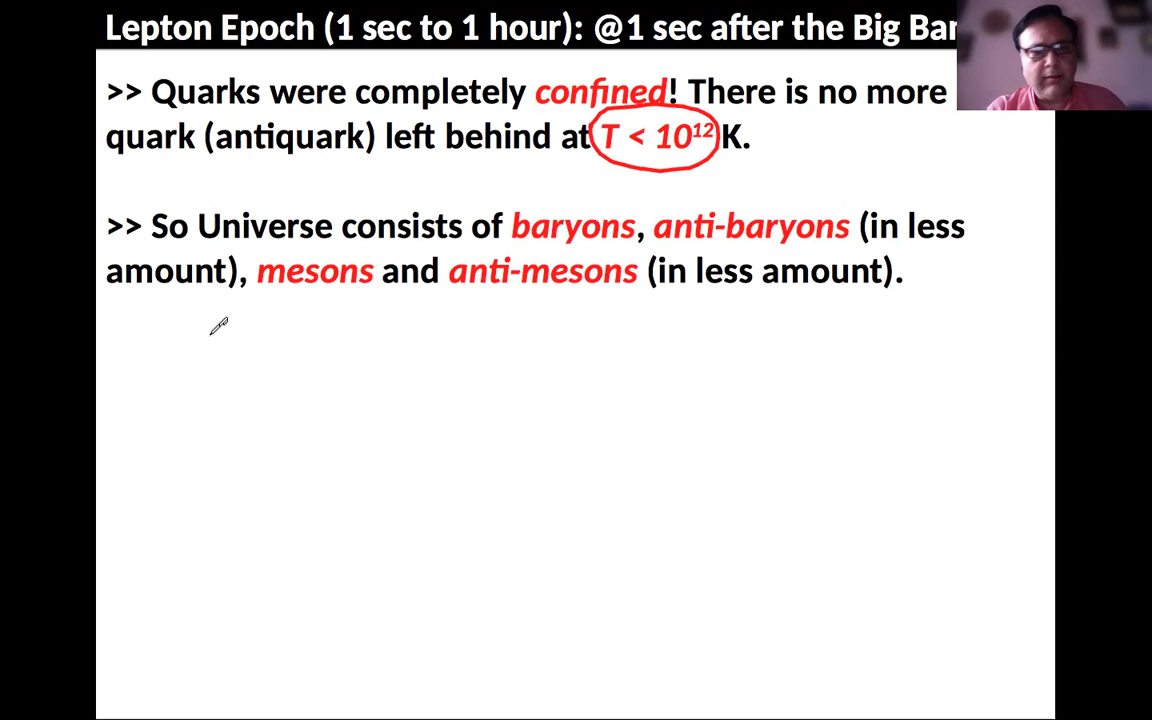 Lepton Epoch (1 sec to 1 hour): @1 sec after the Big
>> Quarks were completely confined! There is no more
quark (antiquark) left behind at T < 10¹² K.
>> So Universe consists of baryons, anti-baryons (in less
amount), mesons and anti-mesons (in less amount).